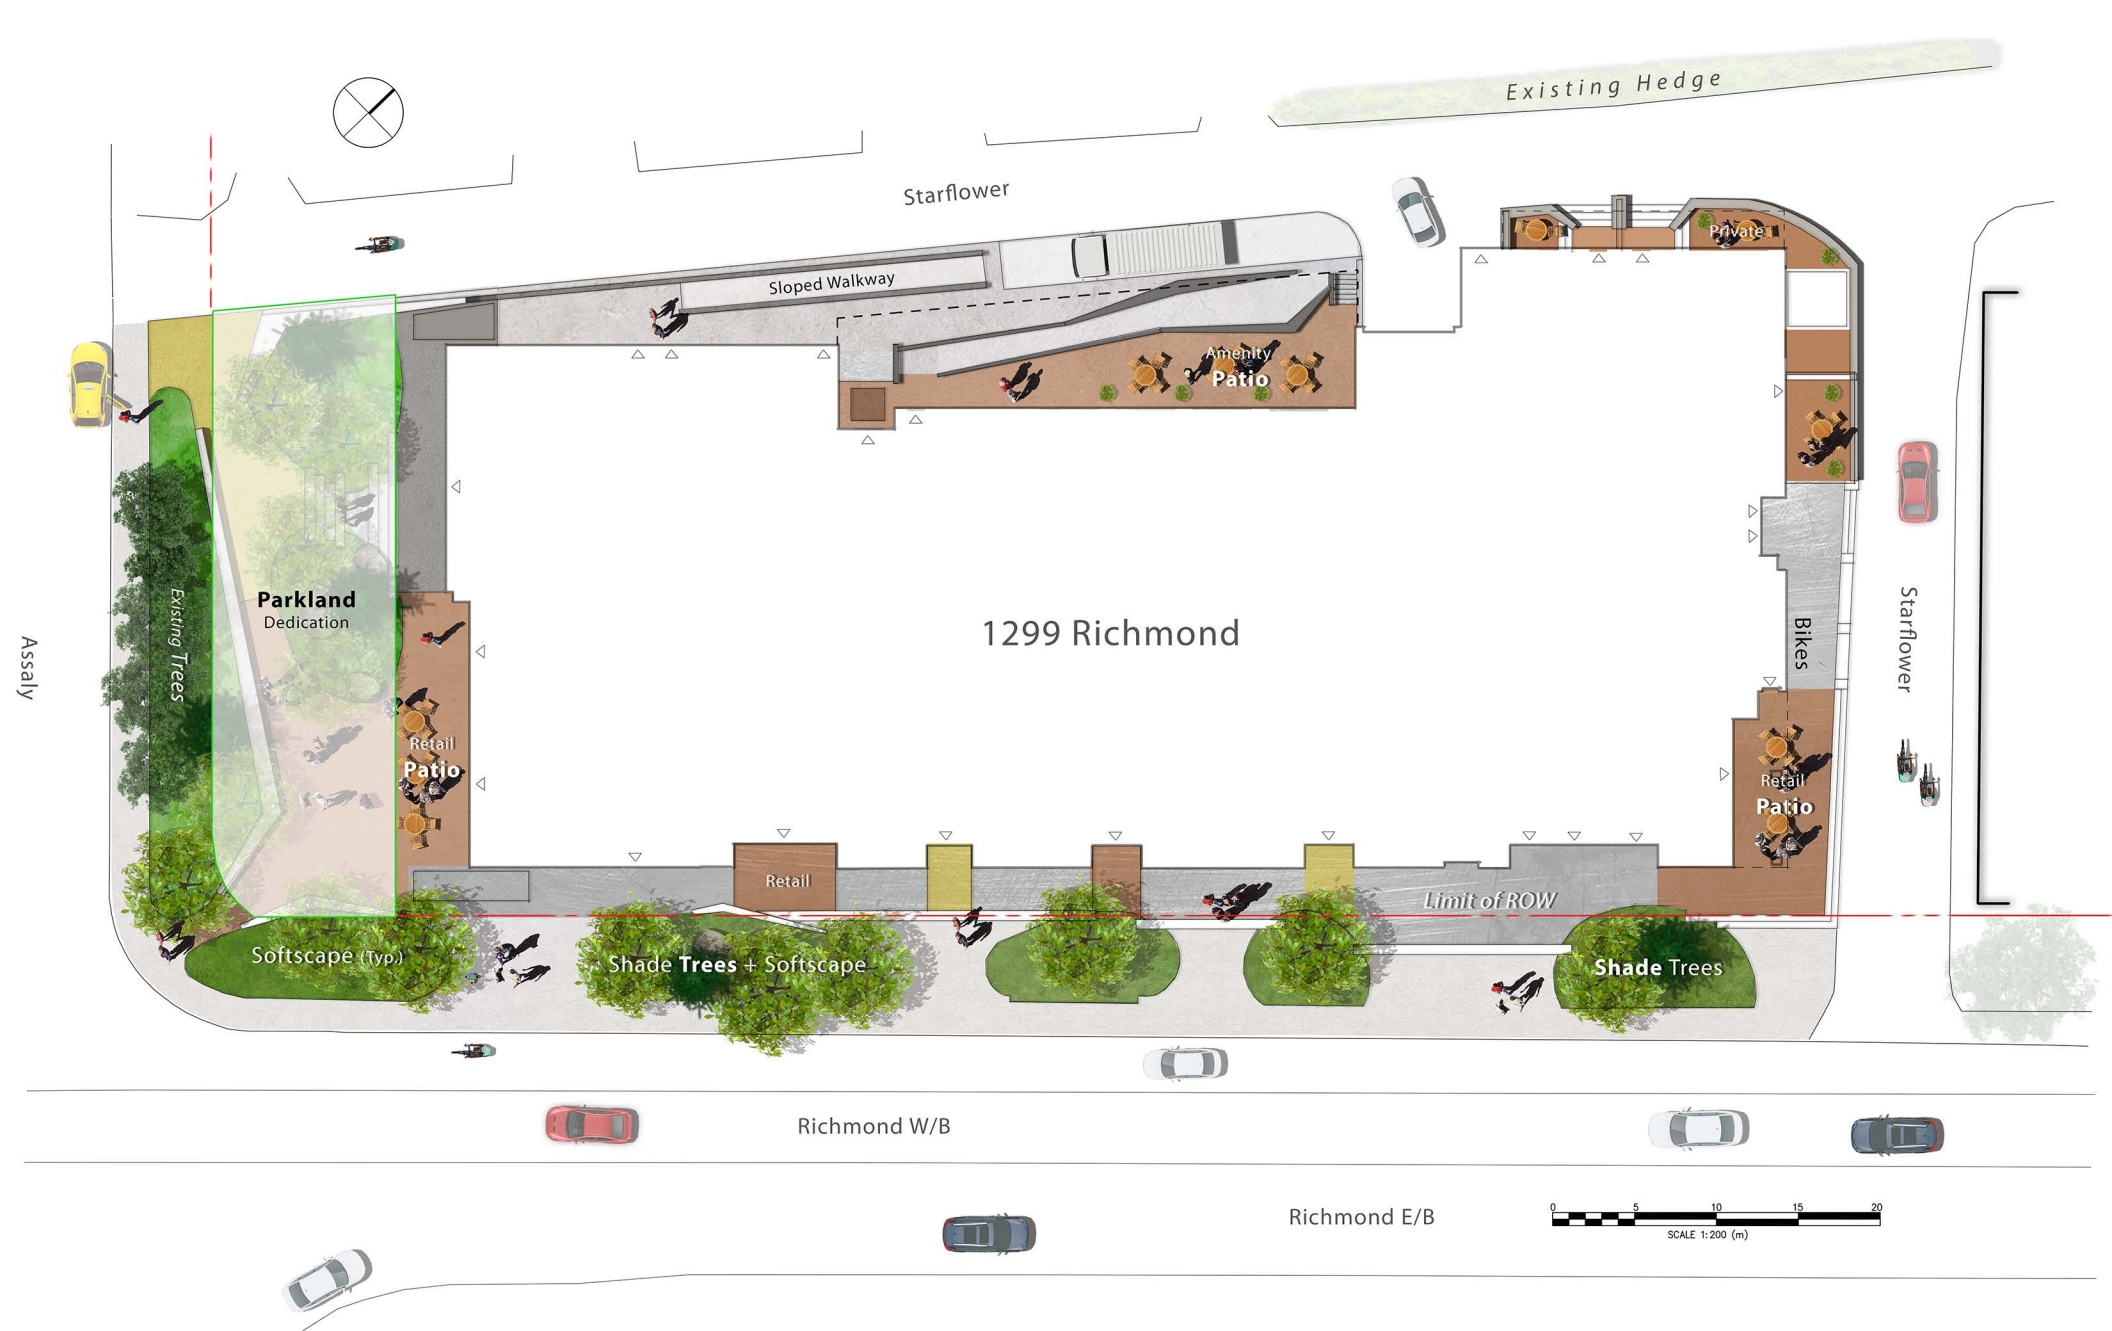 Existing Hedge
Starflower
Private
Sloped Walkway
Amenity
Patio
Parkland
Dedication
Existing Trees
Assaly
1299 Richmond
Starflower
Bikes
Retail
Patio
Retail
Patio
Retail
Limit of ROW
Softscape (Typ.)
Shade Trees + Softscape
Shade Trees
Richmond W/B
Richmond E/B
0 5 10 15 20
SCALE 1:200 (m)